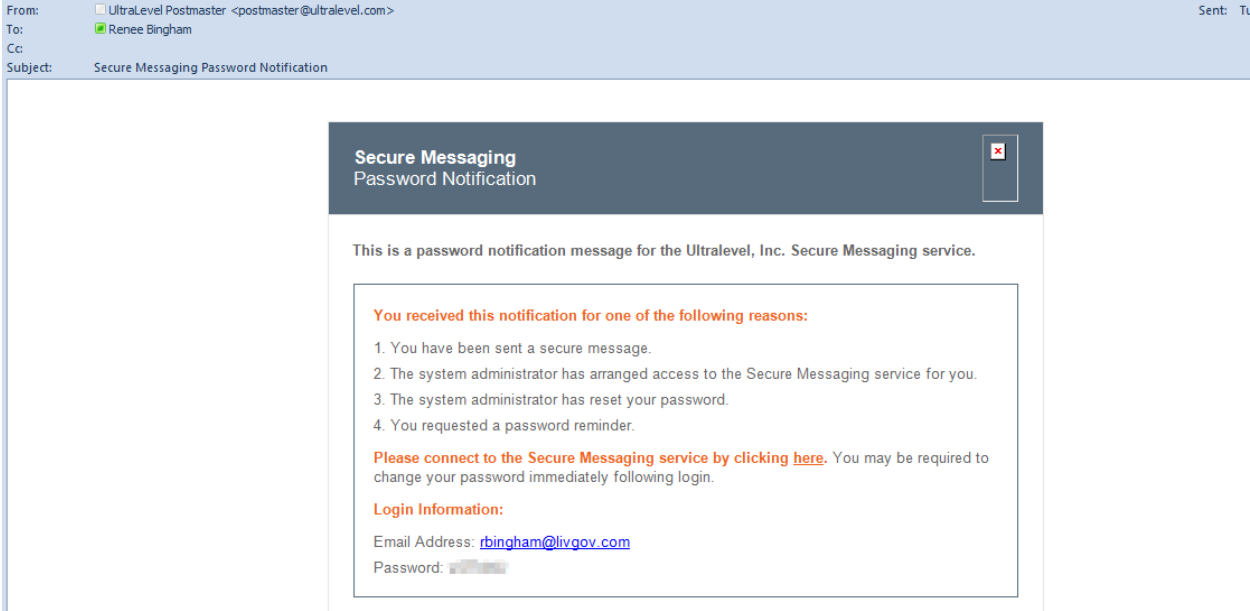 From: UltraLevel Postmaster <postmaster@ultralevel.com> Sent: Tu
To: Renee Bingham
Cc:
Subject: Secure Messaging Password Notification
Secure Messaging
Password Notification
This is a password notification message for the Ultralevel, Inc. Secure Messaging service.
You received this notification for one of the following reasons:
1. You have been sent a secure message.
2. The system administrator has arranged access to the Secure Messaging service for you.
3. The system administrator has reset your password.
4. You requested a password reminder.
Please connect to the Secure Messaging service by clicking here. You may be required to
change your password immediately following login.
Login Information:
Email Address: rbingham@livgov.com
Password: